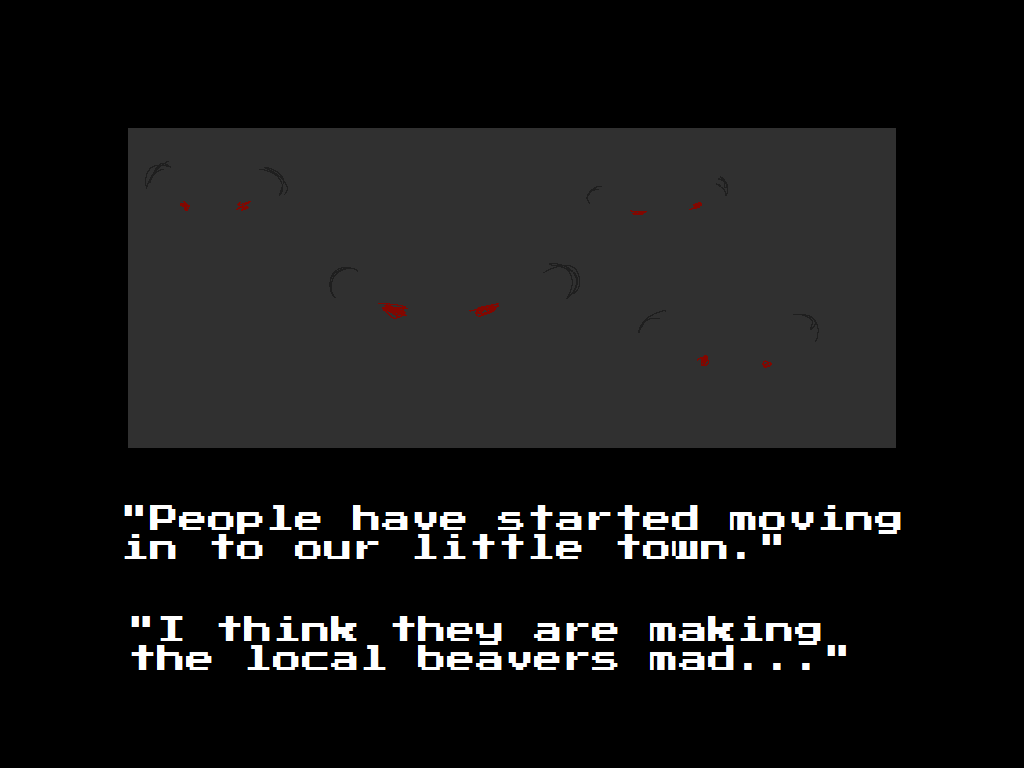 "People have started moving
in to our little town."
"I think they are making
the local beavers mad..."